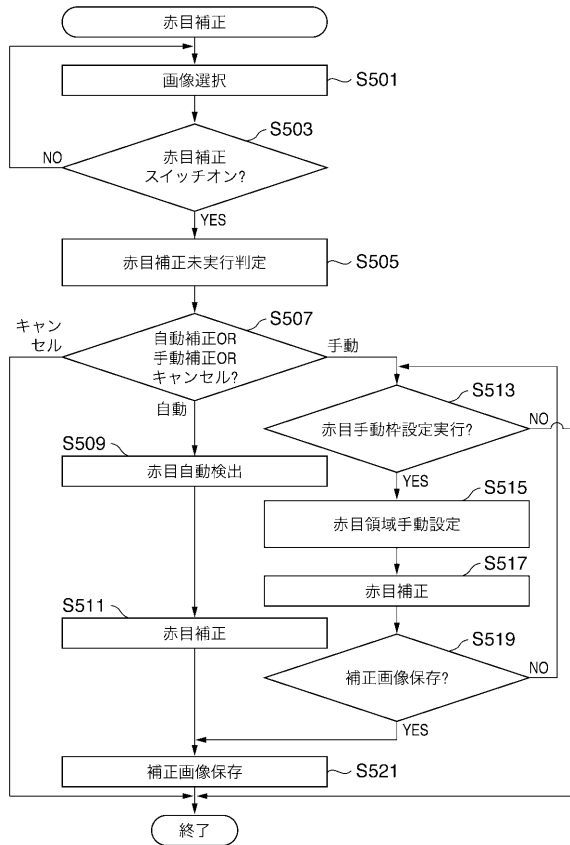 赤目補正
画像選択
S501
S503
赤目補正
スイッチオン?
NO
YES
赤目補正未実行判定
S505
S507
キャン
セル
自動補正OR
手動補正OR
キャンセル?
手動
自動
S513
赤目手動枠設定実行?
NO
YES
S509
赤目自動検出
S515
赤目領域手動設定
S517
赤目補正
S511
赤目補正
S519
補正画像保存?
NO
YES
補正画像保存
S521
終了